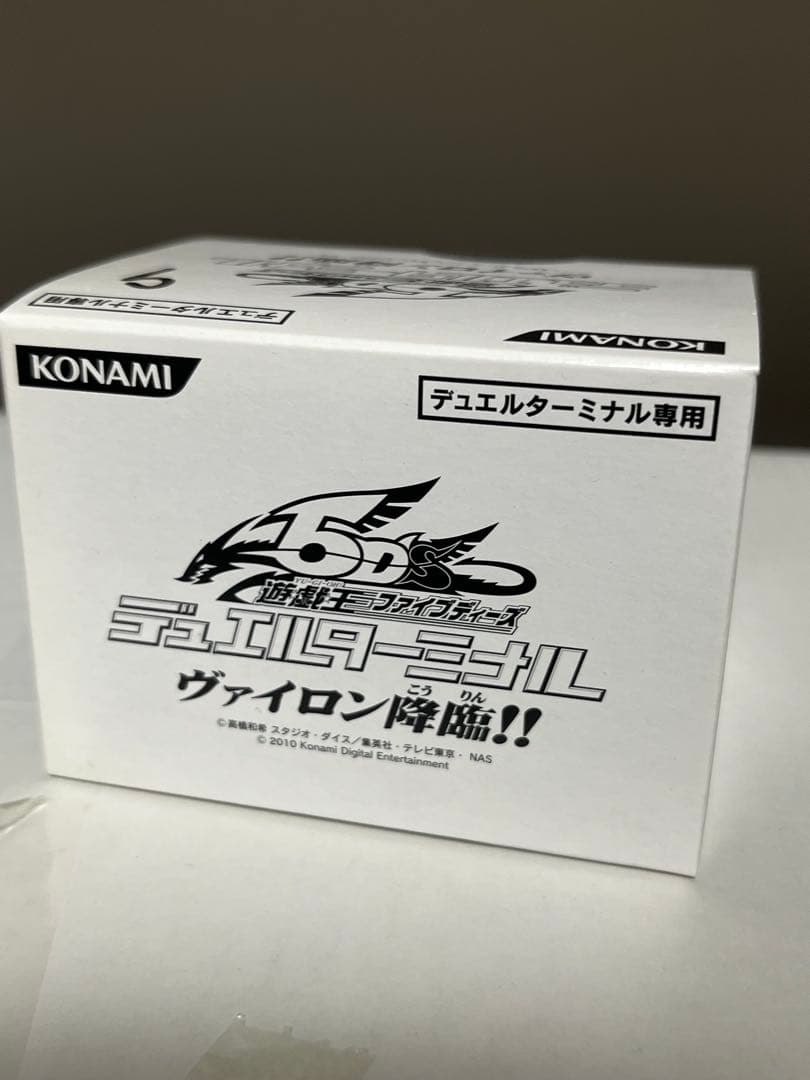 9
デュエルターミナル専用
KONAMI
KONAMI
デュエルターミナル専用
5D's
YU-GI-OH!
遊戯王ファイブディーズ
デュエルターミナル
ヴァイロン降臨!!
こう りん
©高橋和希 スタジオ・ダイス/集英社・テレビ東京・NAS
© 2010 Konami Digital Entertainment